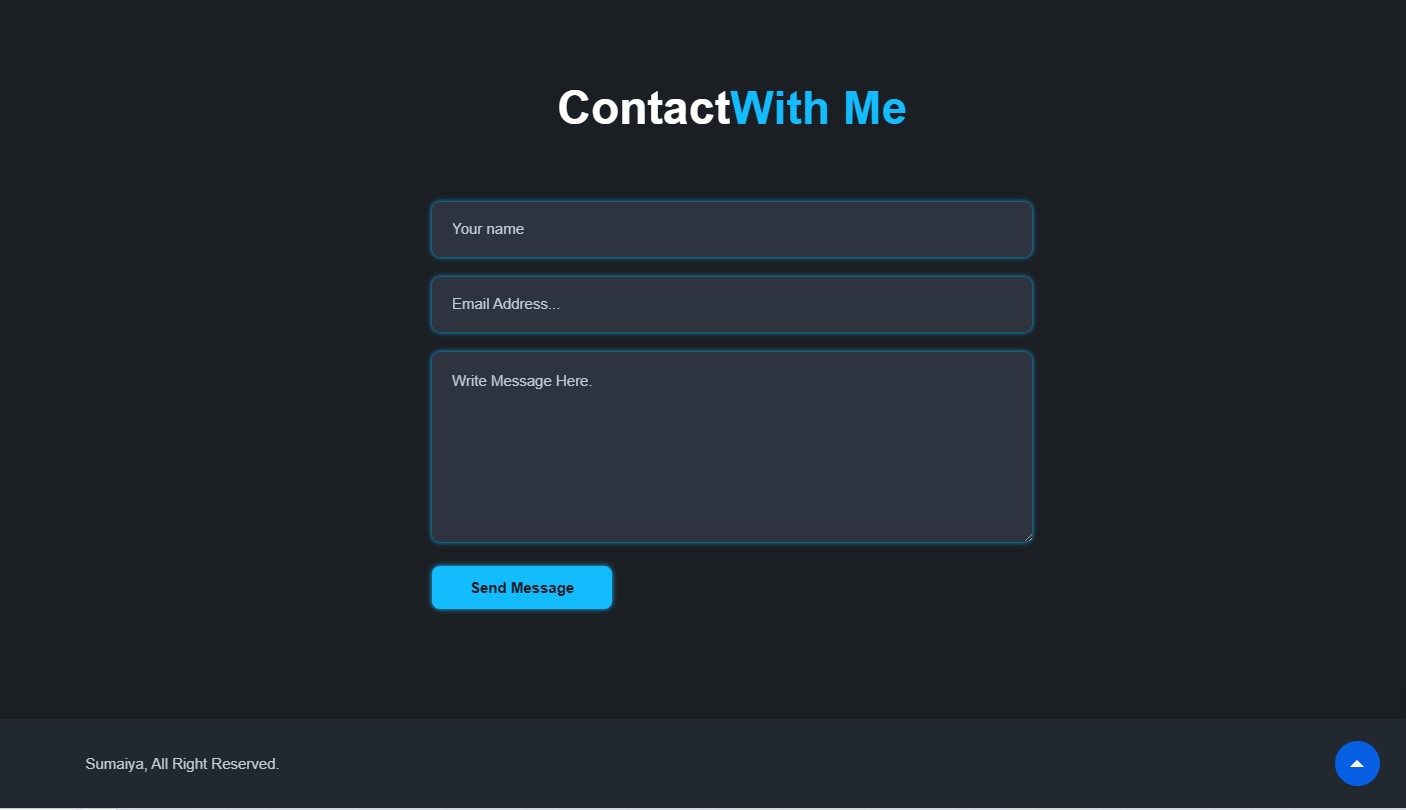 ContactWith Me
Your name
Email Address...
Write Message Here.
Send Message
Sumaiya, All Right Reserved.